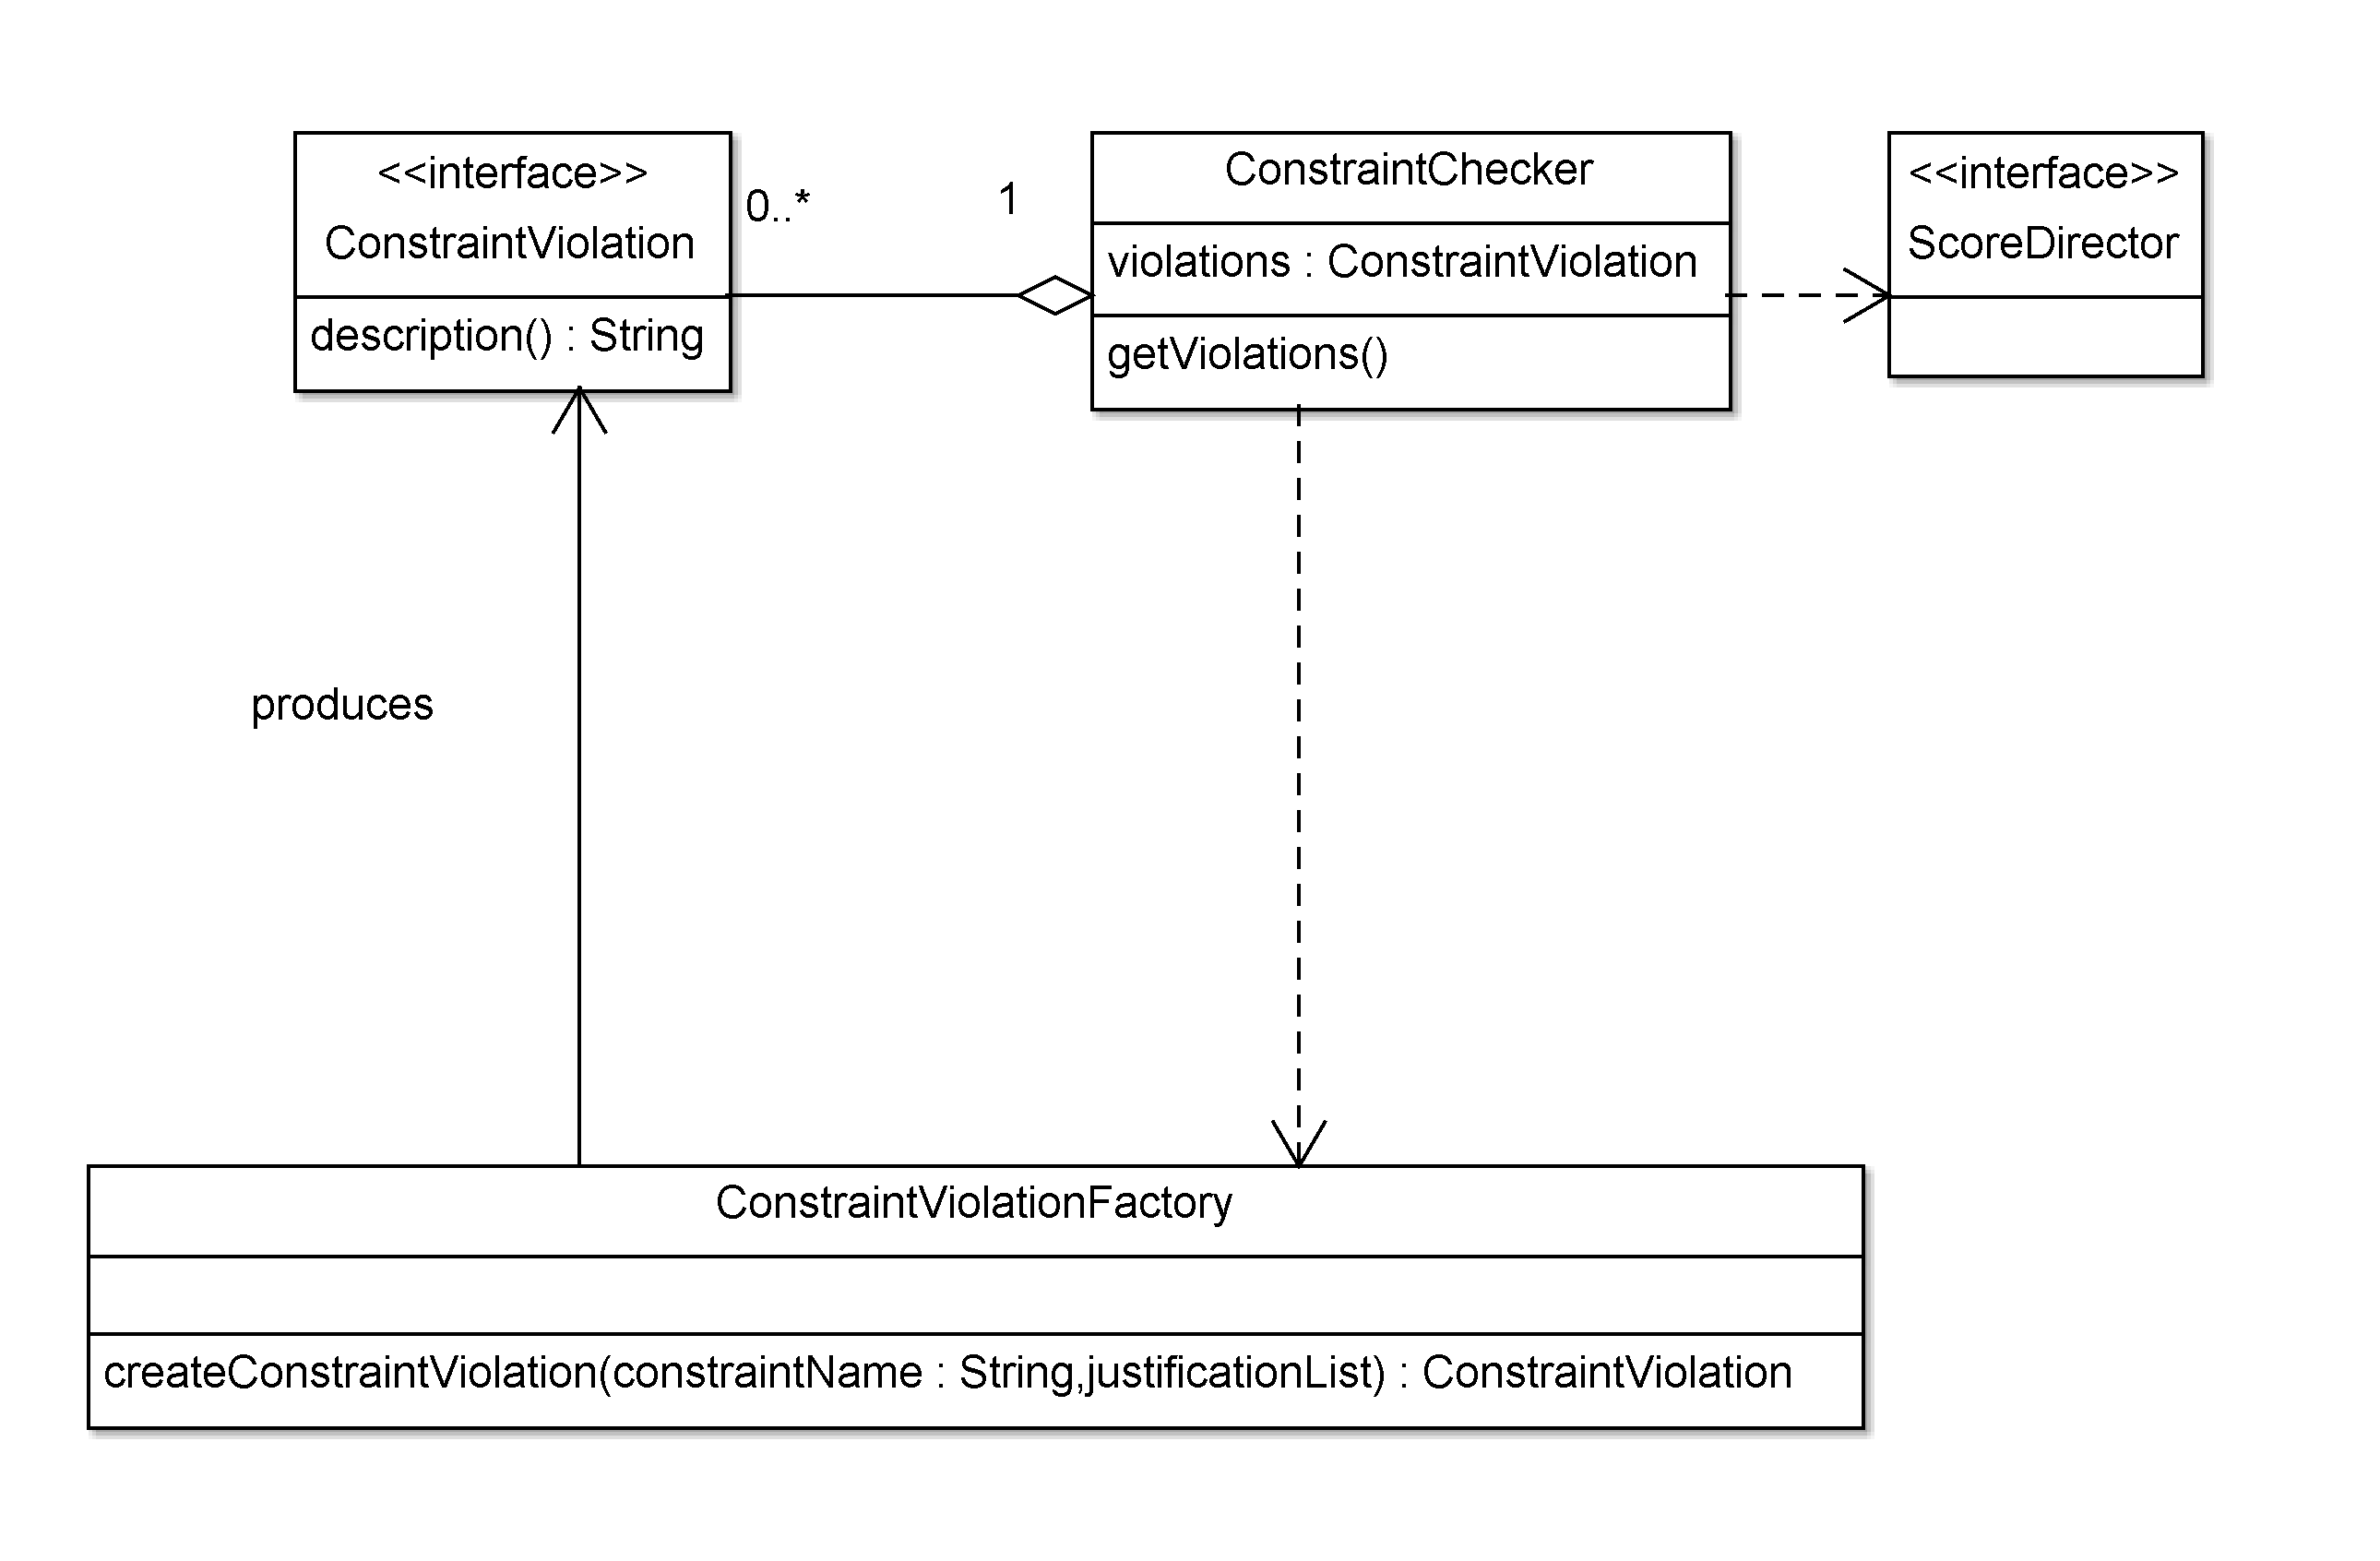 <<interface>>
ConstraintViolation
description() : String
0..*
1
ConstraintChecker
violations : ConstraintViolation
getViolations()
<<interface>>
ScoreDirector
produces
ConstraintViolationFactory
createConstraintViolation(constraintName : String,justificationList) : ConstraintViolation